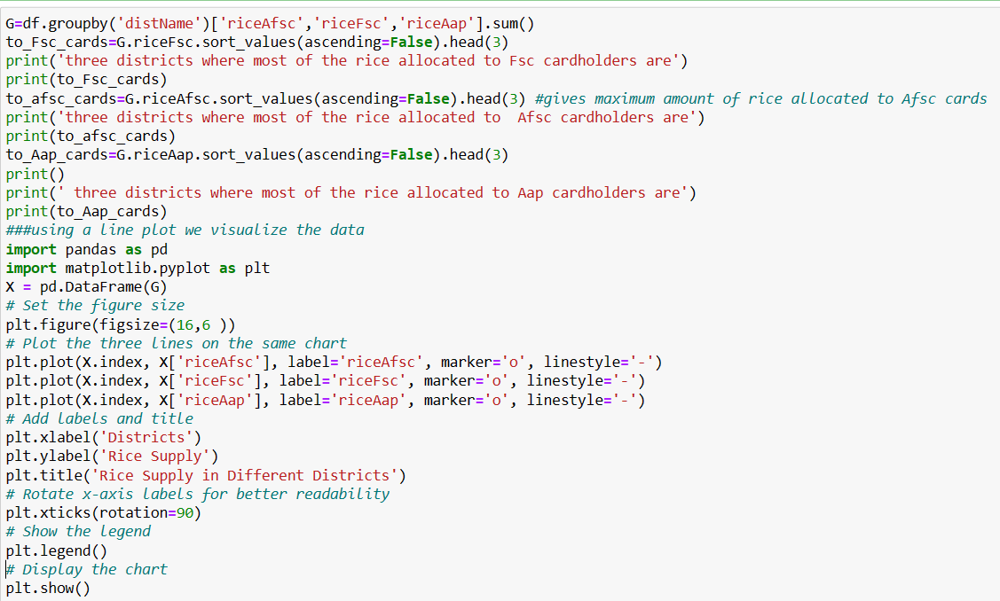 G=df.groupby('distName')['riceAfsc','riceFsc','riceAap'].sum()
to_Fsc_cards=G.riceFsc.sort_values(ascending=False).head(3)
print('three districts where most of the rice allocated to Fsc cardholders are')
print(to_Fsc_cards)
to_afsc_cards=G.riceAfsc.sort_values(ascending=False).head(3) #gives maximum amount of rice allocated to Afsc cards
print('three districts where most of the rice allocated to  Afsc cardholders are')
print(to_afsc_cards)
to_Aap_cards=G.riceAap.sort_values(ascending=False).head(3)
print()
print(' three districts where most of the rice allocated to Aap cardholders are')
print(to_Aap_cards)
###using a line plot we visualize the data
import pandas as pd
import matplotlib.pyplot as plt
X = pd.DataFrame(G)
# Set the figure size
plt.figure(figsize=(16,6 ))
# Plot the three lines on the same chart
plt.plot(X.index, X['riceAfsc'], label='riceAfsc', marker='o', linestyle='-')
plt.plot(X.index, X['riceFsc'], label='riceFsc', marker='o', linestyle='-')
plt.plot(X.index, X['riceAap'], label='riceAap', marker='o', linestyle='-')
# Add labels and title
plt.xlabel('Districts')
plt.ylabel('Rice Supply')
plt.title('Rice Supply in Different Districts')
# Rotate x-axis labels for better readability
plt.xticks(rotation=90)
# Show the legend
plt.legend()
# Display the chart
plt.show()